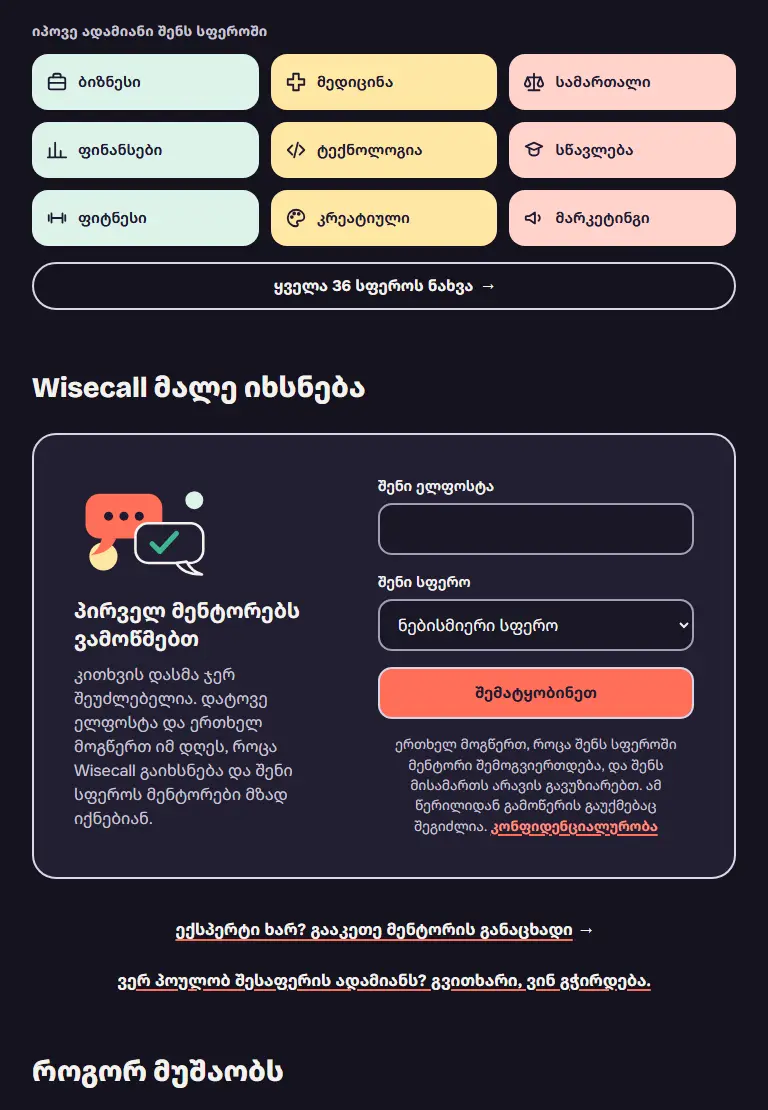 იპოვე ადამიანი შენს სფეროში
ბიზნესი
მედიცინა
სამართალი
ფინანსები
ტექნოლოგია
სწავლება
ფიტნესი
კრეატიული
მარკეტინგი
ყველა 36 სფეროს ნახვა →
Wisecall მალე იხსნება
პირველ მენტორებს
ვამოწმებთ
კითხვის დასმა ჯერ
შეუძლებელია. დატოვე
ელფოსტა და ერთხელ
მოგწერთ იმ დღეს, როცა
Wisecall გაიხსნება და შენი
სფეროს მენტორები მზად
იქნებიან.
შენი ელფოსტა
შენი სფერო
ნებისმიერი სფერო
შემატყობინეთ
ერთხელ მოგწერთ, როცა შენს სფეროში
მენტორი შემოგვიერთდება, და შენს
მისამართს არავის გავუზიარებთ. ამ
წერილიდან გამოწერის გაუქმებაც
შეგიძლია. კონფიდენციალურობა
ექსპერტი ხარ? გააკეთე მენტორის განაცხადი →
ვერ პოულობ შესაფერის ადამიანს? გვითხარი, ვინ გჭირდება.
როგორ მუშაობს